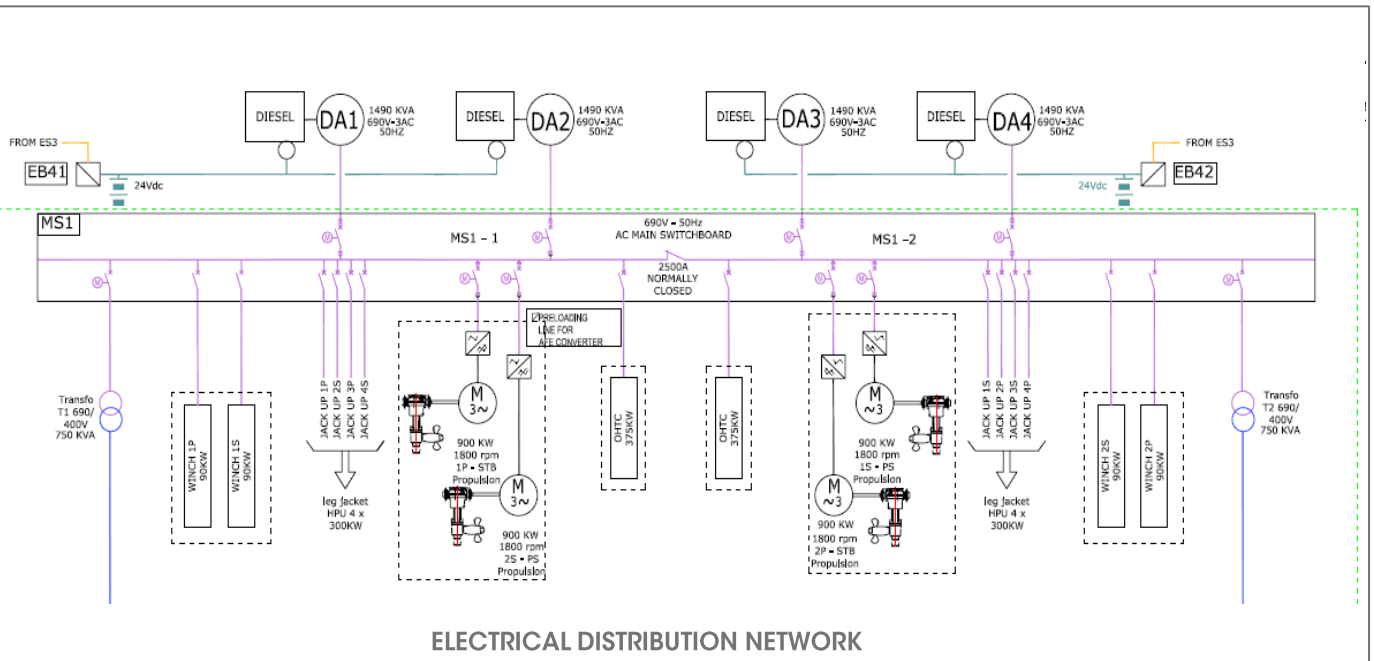 DIESEL
DA1
1490 KVA
690V-3AC
50HZ
DIESEL
DA2
1490 KVA
690V-3AC
50HZ
DIESEL
DA3
1490 KVA
690V-3AC
50HZ
DIESEL
DA4
1490 KVA
690V-3AC
50HZ
FROM ES3
EB41
24Vdc
FROM ES3
EB42
24Vdc
MS1
MS1 - 1
690V - 50Hz
AC MAIN SWITCHBOARD
MS1 -2
2500A
NORMALLY
CLOSED
M
M
M
M
M
M
M
M
M
M
PRELOADING
LINE FOR
AFE CONVERTER
Transfo
T1 690/
400V
750 KVA
WINCH 1P
90KW
WINCH 1S
90KW
JACK UP 1P
JACK UP 2S
JACK UP 3P
JACK UP 4S
leg jacket
HPU 4 x
300KW
M
3~
900 KW
1800 rpm
1P - STB
Propulsion
M
3~
900 KW
1800 rpm
2S - PS
Propulsion
OHTC
375KW
OHTC
375KW
M
~3
900 KW
1800 rpm
1S - PS
Propulsion
M
~3
900 KW
1800 rpm
2P - STB
Propulsion
JACK UP 1S
JACK UP 2P
JACK UP 3S
JACK UP 4P
leg jacket
HPU 4 x
300KW
WINCH 2S
90KW
WINCH 2P
90KW
Transfo
T2 690/
400V
750 KVA
ELECTRICAL DISTRIBUTION NETWORK